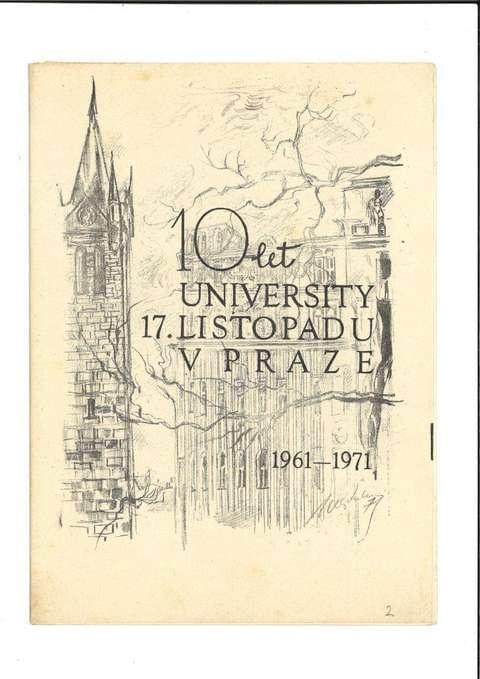 10 let
UNIVERSITY
17. LISTOPADU
V PRAZE
1961—1971
2